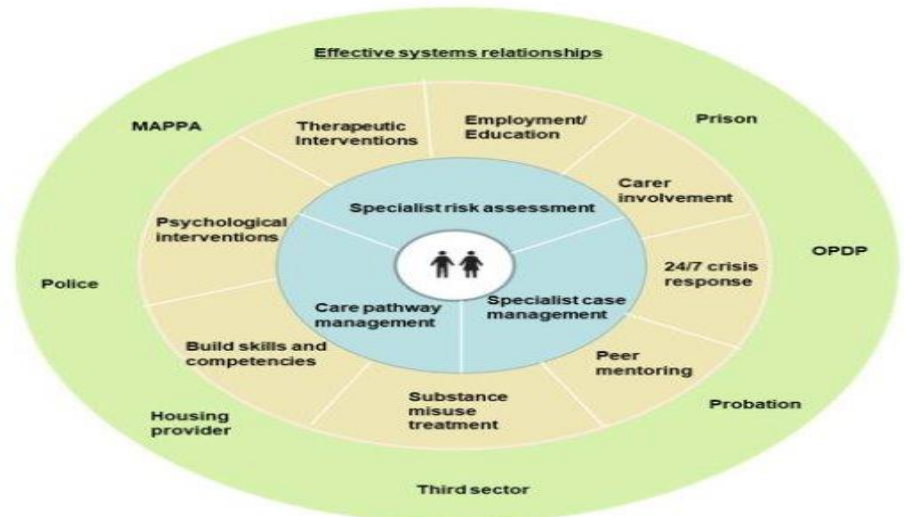 Effective systems relationships
MAPPA
Prison
OPDP
Probation
Third sector
Housing
provider
Police
Therapeutic
Interventions
Employment/
Education
Carer
involvement
24/7 crisis
response
Peer
mentoring
Substance
misuse
treatment
Build skills and
competencies
Psychological
interventions
Specialist risk assessment
Specialist case
management
Care pathway
management